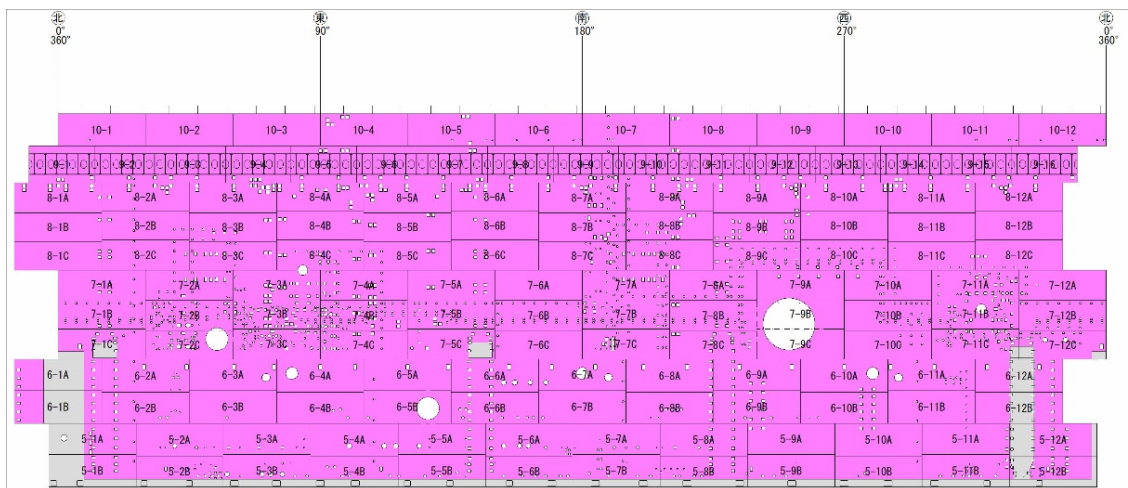 北 東 南 西 北
0° 90° 180° 270° 0°
360° 360°
10-1 10-2 10-3 10-4 10-5 10-6 10-7 10-8 10-9 10-10 10-11 10-12
9-1 9-2 9-3 9-4 9-5 9-6 9-7 9-8 9-9 9-10 9-11 9-12 9-13 9-14 9-15 9-16
8-1A 8-2A 8-3A 8-4A 8-5A 8-6A 8-7A 8-9A 8-9A 8-10A 8-11A 8-12A
8-1B 8-2B 8-3B 8-4B 8-5B 8-6B 8-7B 8-8B 8-9B 8-10B 8-11B 8-12B
8-1C 8-2C 8-3C 8-4C 8-5C 8-6C 8-7C 8-8C 8-9C 8-10C 8-11C 8-12C
7-1A 7-2A 7-3A 7-4A 7-5A 7-6A 7-7A 7-8A 7-9A 7-10A 7-11A 7-12A
7-1B 7-2B 7-3B 7-4B 7-5B 7-6B 7-7B 7-8B 7-9B 7-10B 7-11B 7-12B
7-1C 7-2C 7-3C 7-4C 7-5C 7-6C 7-7C 7-8C 7-9C 7-10C 7-11C 7-12C
6-1A 6-2A 6-3A 6-4A 6-5A 6-6A 6-7A 6-8A 6-9A 6-10A 6-11A 6-12A
6-1B 6-2B 6-3B 6-4B 6-5B 6-6B 6-7B 6-8B 6-9B 6-10B 6-11B 6-12B
5-1A 5-2A 5-3A 5-4A 5-5A 5-6A 5-7A 5-8A 5-9A 5-10A 5-11A 5-12A
5-1B 5-2B 5-3B 5-4B 5-5B 5-6B 5-7B 5-8B 5-9B 5-10B 5-11B 5-12B